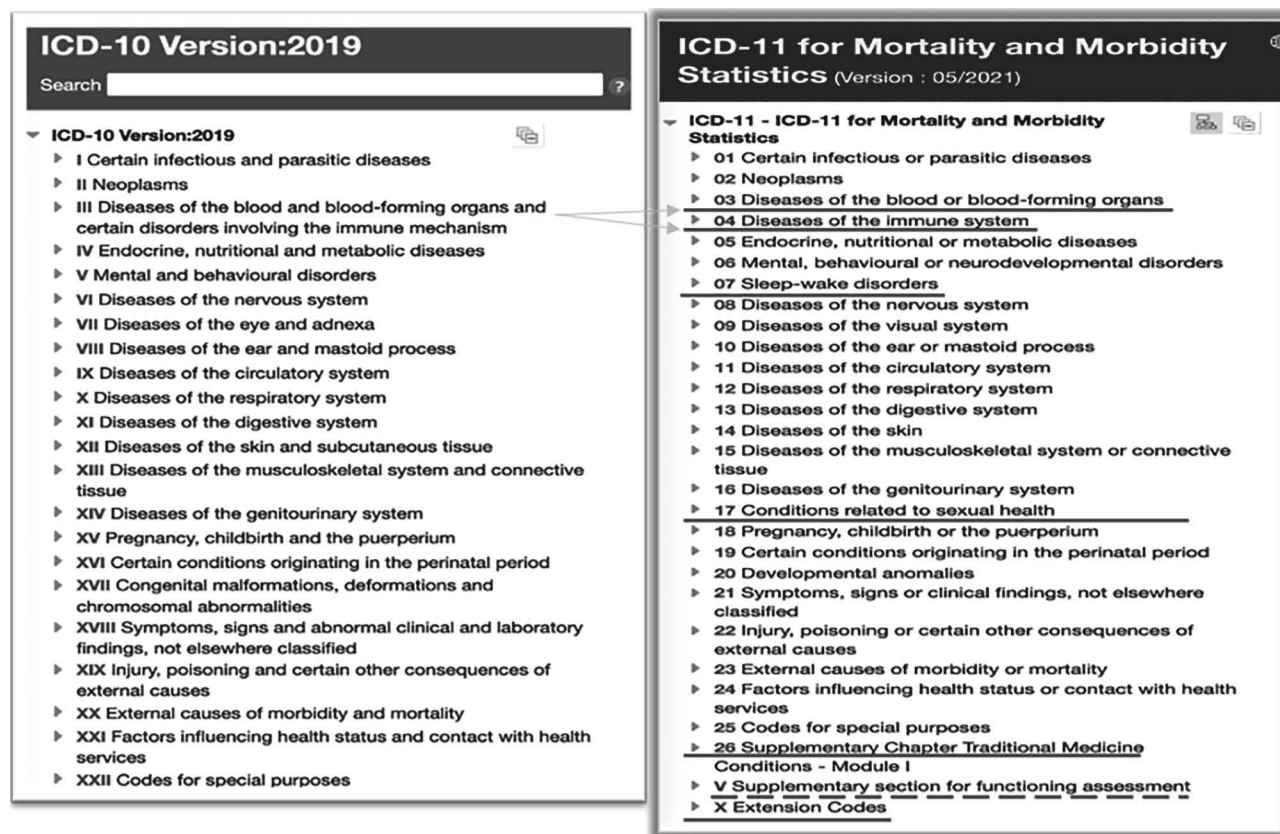 ICD-10 Version:2019
Search
?
ICD-10 Version:2019
I Certain infectious and parasitic diseases
II Neoplasms
III Diseases of the blood and blood-forming organs and
certain disorders involving the immune mechanism
IV Endocrine, nutritional and metabolic diseases
V Mental and behavioural disorders
VI Diseases of the nervous system
VII Diseases of the eye and adnexa
VIII Diseases of the ear and mastoid process
IX Diseases of the circulatory system
X Diseases of the respiratory system
XI Diseases of the digestive system
XII Diseases of the skin and subcutaneous tissue
XIII Diseases of the musculoskeletal system and connective
tissue
XIV Diseases of the genitourinary system
XV Pregnancy, childbirth and the puerperium
XVI Certain conditions originating in the perinatal period
XVII Congenital malformations, deformations and
chromosomal abnormalities
XVIII Symptoms, signs and abnormal clinical and laboratory
findings, not elsewhere classified
XIX Injury, poisoning and certain other consequences of
external causes
XX External causes of morbidity and mortality
XXI Factors influencing health status and contact with health
services
XXII Codes for special purposes
ICD-11 for Mortality and Morbidity
Statistics (Version : 05/2021)
ICD-11 - ICD-11 for Mortality and Morbidity
Statistics
01 Certain infectious or parasitic diseases
02 Neoplasms
03 Diseases of the blood or blood-forming organs
04 Diseases of the immune system
05 Endocrine, nutritional or metabolic diseases
06 Mental, behavioural or neurodevelopmental disorders
07 Sleep-wake disorders
08 Diseases of the nervous system
09 Diseases of the visual system
10 Diseases of the ear or mastoid process
11 Diseases of the circulatory system
12 Diseases of the respiratory system
13 Diseases of the digestive system
14 Diseases of the skin
15 Diseases of the musculoskeletal system or connective
tissue
16 Diseases of the genitourinary system
17 Conditions related to sexual health
18 Pregnancy, childbirth or the puerperium
19 Certain conditions originating in the perinatal period
20 Developmental anomalies
21 Symptoms, signs or clinical findings, not elsewhere
classified
22 Injury, poisoning or certain other consequences of
external causes
23 External causes of morbidity or mortality
24 Factors influencing health status or contact with health
services
25 Codes for special purposes
26 Supplementary Chapter Traditional Medicine
Conditions - Module I
V Supplementary section for functioning assessment
X Extension Codes